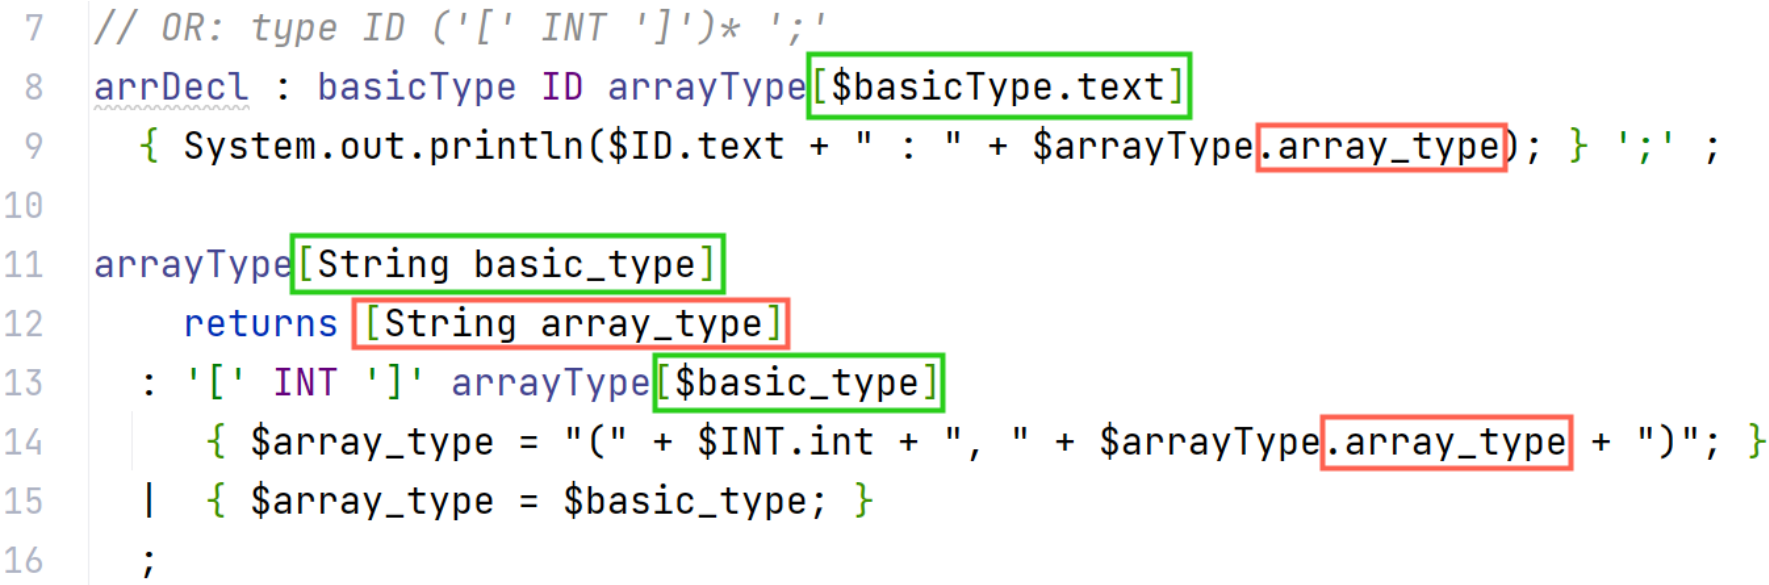 7 // OR: type ID ('[' INT ']')* ';'
8 arrDecl : basicType ID arrayType[$basicType.text]
9 { System.out.println($ID.text + " : " + $arrayType.array_type); } ';' ;
10
11 arrayType[String basic_type]
12 returns [String array_type]
13 : '[' INT ']' arrayType[$basic_type]
14 { $array_type = "(" + $INT.int + ", " + $arrayType.array_type + ")"; }
15 | { $array_type = $basic_type; }
16 ;